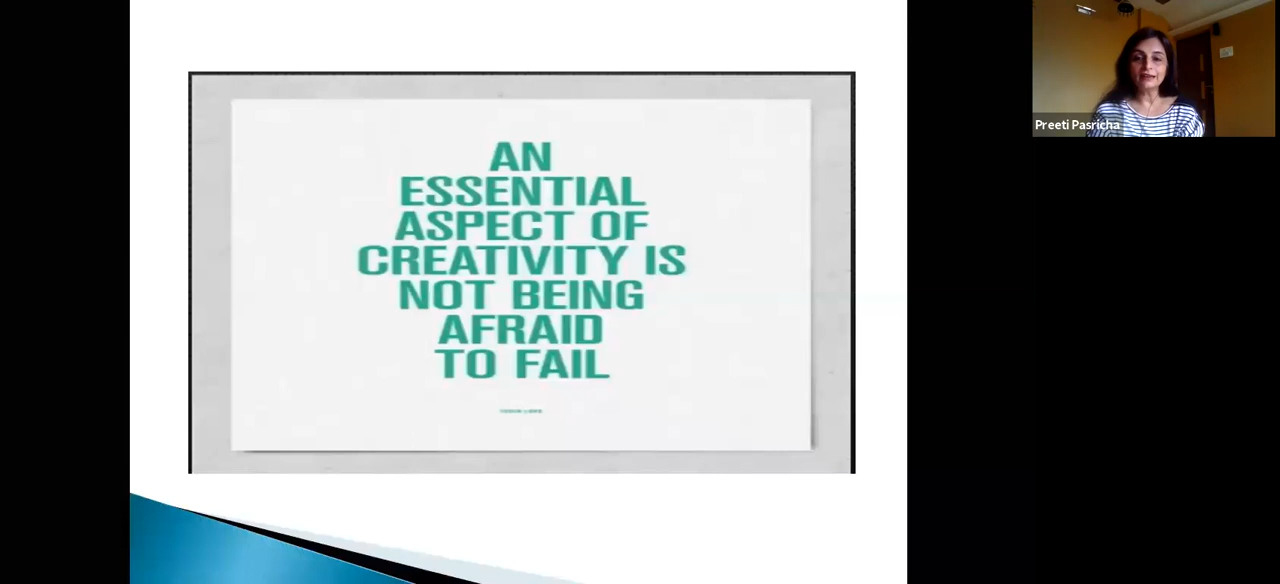 AN
ESSENTIAL
ASPECT OF
CREATIVITY IS
NOT BEING
AFRAID
TO FAIL
Preeti Pasricha